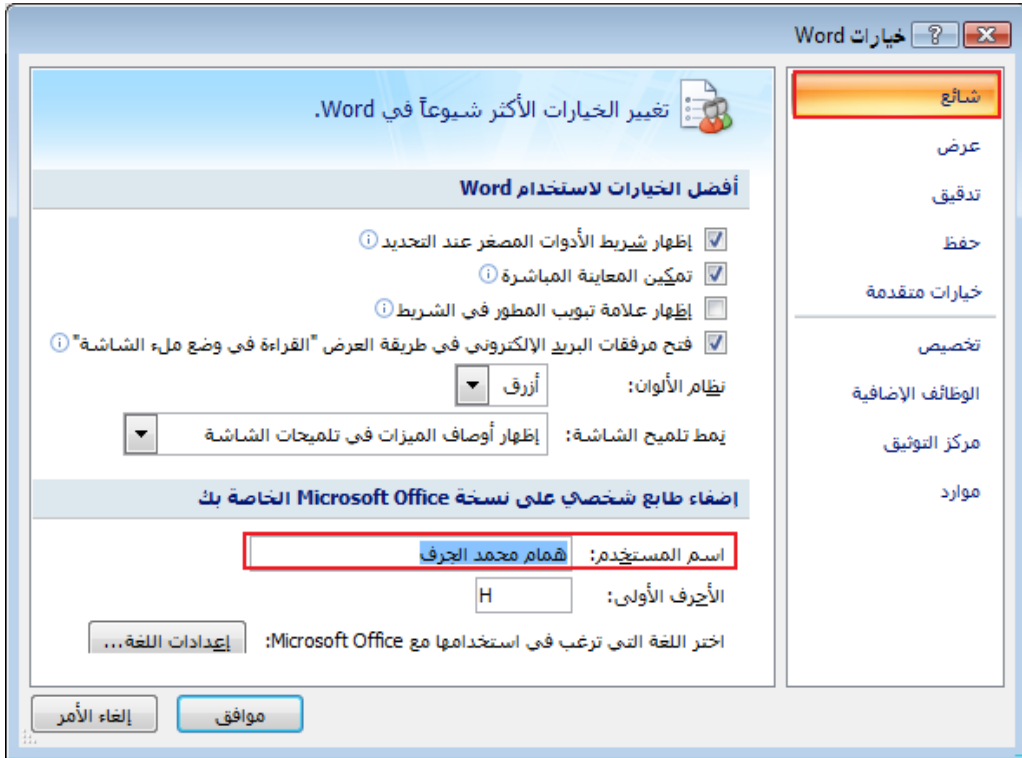 خيارات Word
شائع
عرض
تدقيق
حفظ
خيارات متقدمة
تخصيص
الوظائف الإضافية
مركز التوثيق
موارد
تغيير الخيارات الأكثر شيوعاً في Word.
أفضل الخيارات لاستخدام Word
إظهار شريط الأدوات المصغر عند التحديد
تمكين المعاينة المباشرة
إظهار علامة تبويب المطور في الشريط
فتح مرفقات البريد الإلكتروني في طريقة العرض "القراءة في وضع ملء الشاشة"
نظام الألوان: أزرق
نمط تلميح الشاشة: إظهار أوصاف الميزات في تلميحات الشاشة
إضفاء طابع شخصي على نسخة Microsoft Office الخاصة بك
اسم المستخدم: همام محمد الجرف
الأحرف الأولى: H
اختر اللغة التي ترغب في استخدامها مع Microsoft Office: إعدادات اللغة...
موافق إلغاء الأمر